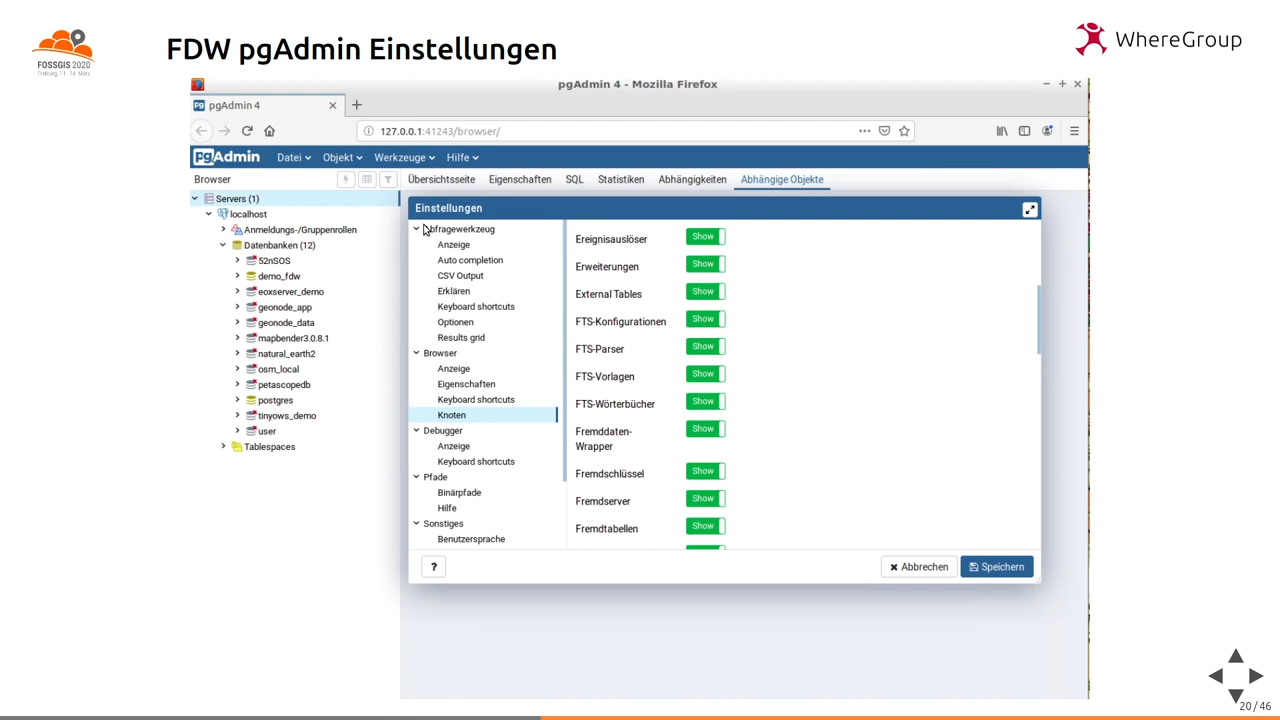 FOSSGIS 2020
Freiburg, 11.-14. März
FDW pgAdmin Einstellungen
WhereGroup
pgAdmin 4 - Mozilla Firefox
pgAdmin 4
127.0.0.1:41243/browser/
pgAdmin
Datei
Objekt
Werkzeuge
Hilfe
Browser
Übersichtsseite
Eigenschaften
SQL
Statistiken
Abhängigkeiten
Abhängige Objekte
Servers (1)
localhost
Anmeldungs-/Gruppenrollen
Datenbanken (12)
52nSOS
demo_fdw
eoxserver_demo
geonode_app
geonode_data
mapbender3.0.8.1
natural_earth2
osm_local
petascopedb
postgres
tinyows_demo
user
Tablespaces
Einstellungen
Abfragewerkzeug
Anzeige
Auto completion
CSV Output
Erklären
Keyboard shortcuts
Optionen
Results grid
Browser
Anzeige
Eigenschaften
Keyboard shortcuts
Knoten
Debugger
Anzeige
Keyboard shortcuts
Pfade
Binärpfade
Hilfe
Sonstiges
Benutzersprache
Ereignisauslöser Show
Erweiterungen Show
External Tables Show
FTS-Konfigurationen Show
FTS-Parser Show
FTS-Vorlagen Show
FTS-Wörterbücher Show
Fremddaten- Show
Wrapper
Fremdschlüssel Show
Fremdserver Show
Fremdtabellen Show
?
Abbrechen
Speichern
20 / 46